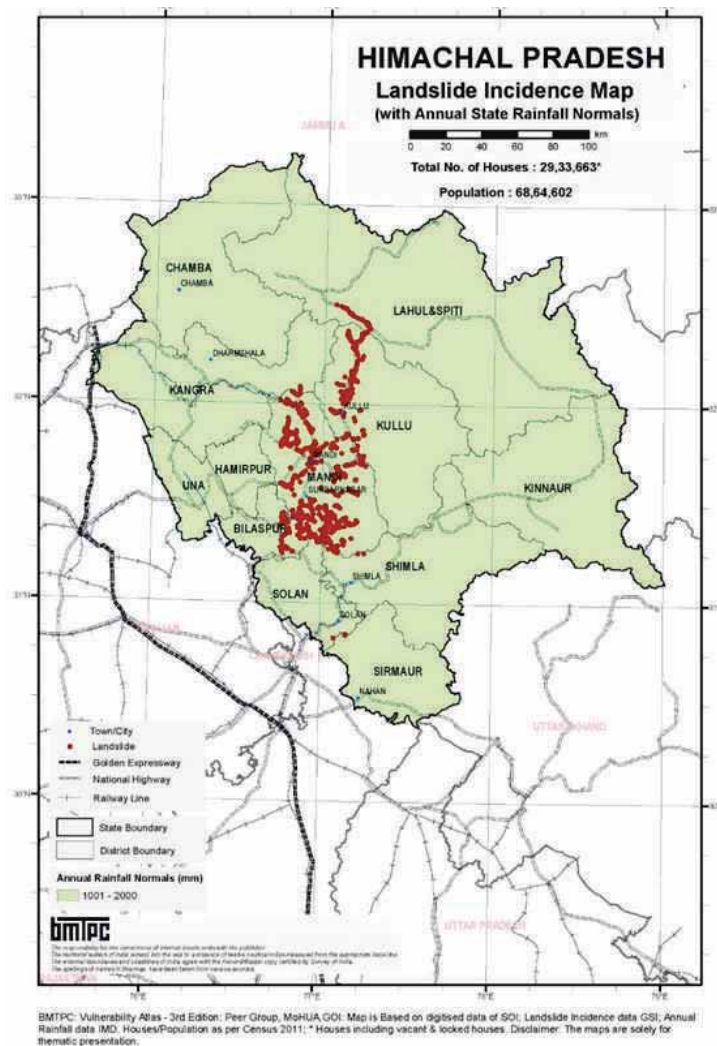 HIMACHAL PRADESH
Landslide Incidence Map
(with Annual State Rainfall Normals)
km
0 20 40 60 80 100
Total No. of Houses : 29,33,663*
Population : 68,64,602
CHAMBA
CHAMBA
LAHUL&SPITI
DHARMSHALA
KANGRA
KULLU
KULLU
HAMIRPUR
MANDI
MANDI
UNA
KINNAUR
BILASPUR
SHIMLA
SHIMLA
SOLAN
SOLAN
SIRMAUR
NAHAN
Town/City
Landslide
Golden Expressway
National Highway
Railway Line
State Boundary
District Boundary
Annual Rainfall Normals (mm)
1001 - 2000
bmtpc
UTTAR PRADESH
BMTPC: Vulnerability Atlas - 3rd Edition; Peer Group, MoHUA,GOI: Map is Based on digitised data of SOI; Landslide Incidence data GSI; Annual
Rainfall data IMD. Houses/Population as per Census 2011; * Houses including vacant & locked houses. Disclaimer: The maps are solely for
thematic presentation.